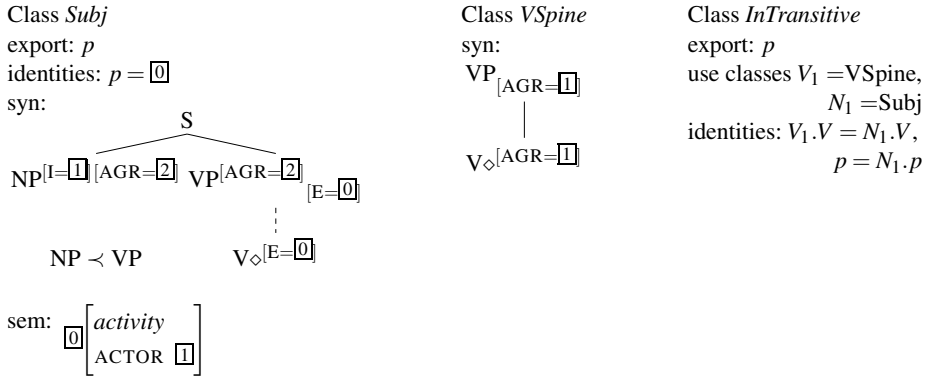 Class Subj
export: p
identities: p = 0
syn:
S
NP[I=1][AGR=2] VP[AGR=2][E=0]
NP ≺ VP
V⋄[E=0]
sem: 0[activity
ACTOR 1]
Class VSpine
syn:
VP[AGR=1]
V⋄[AGR=1]
Class InTransitive
export: p
use classes V1 =VSpine,
N1 =Subj
identities: V1.V = N1.V,
p = N1.p